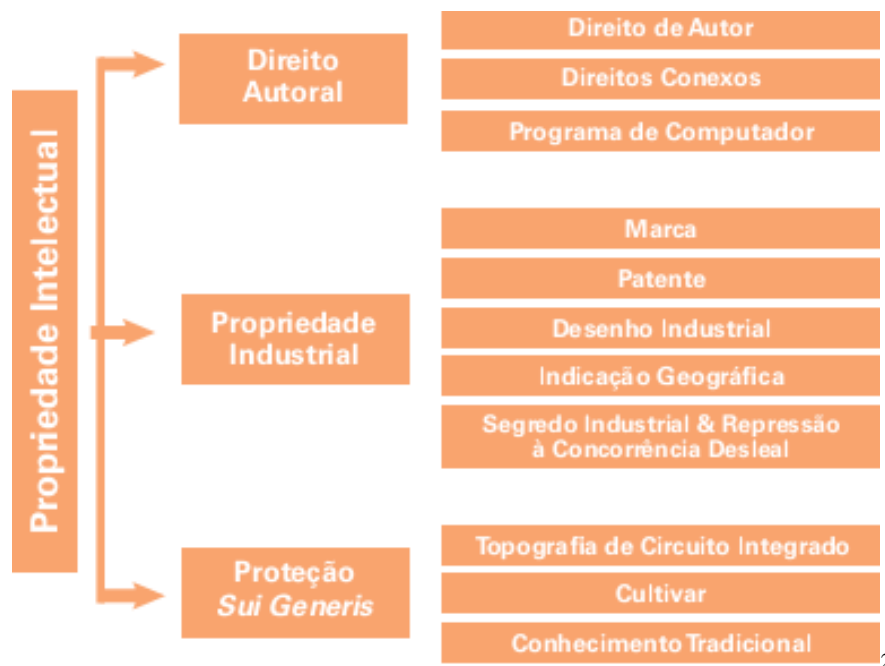 Propriedade Intelectual
Direito
Autoral
Direito de Autor
Direitos Conexos
Programa de Computador
Propriedade
Industrial
Marca
Patente
Desenho Industrial
Indicação Geográfica
Segredo Industrial & Repressão
à Concorrência Desleal
Proteção
Sui Generis
Topografia de Circuito Integrado
Cultivar
Conhecimento Tradicional